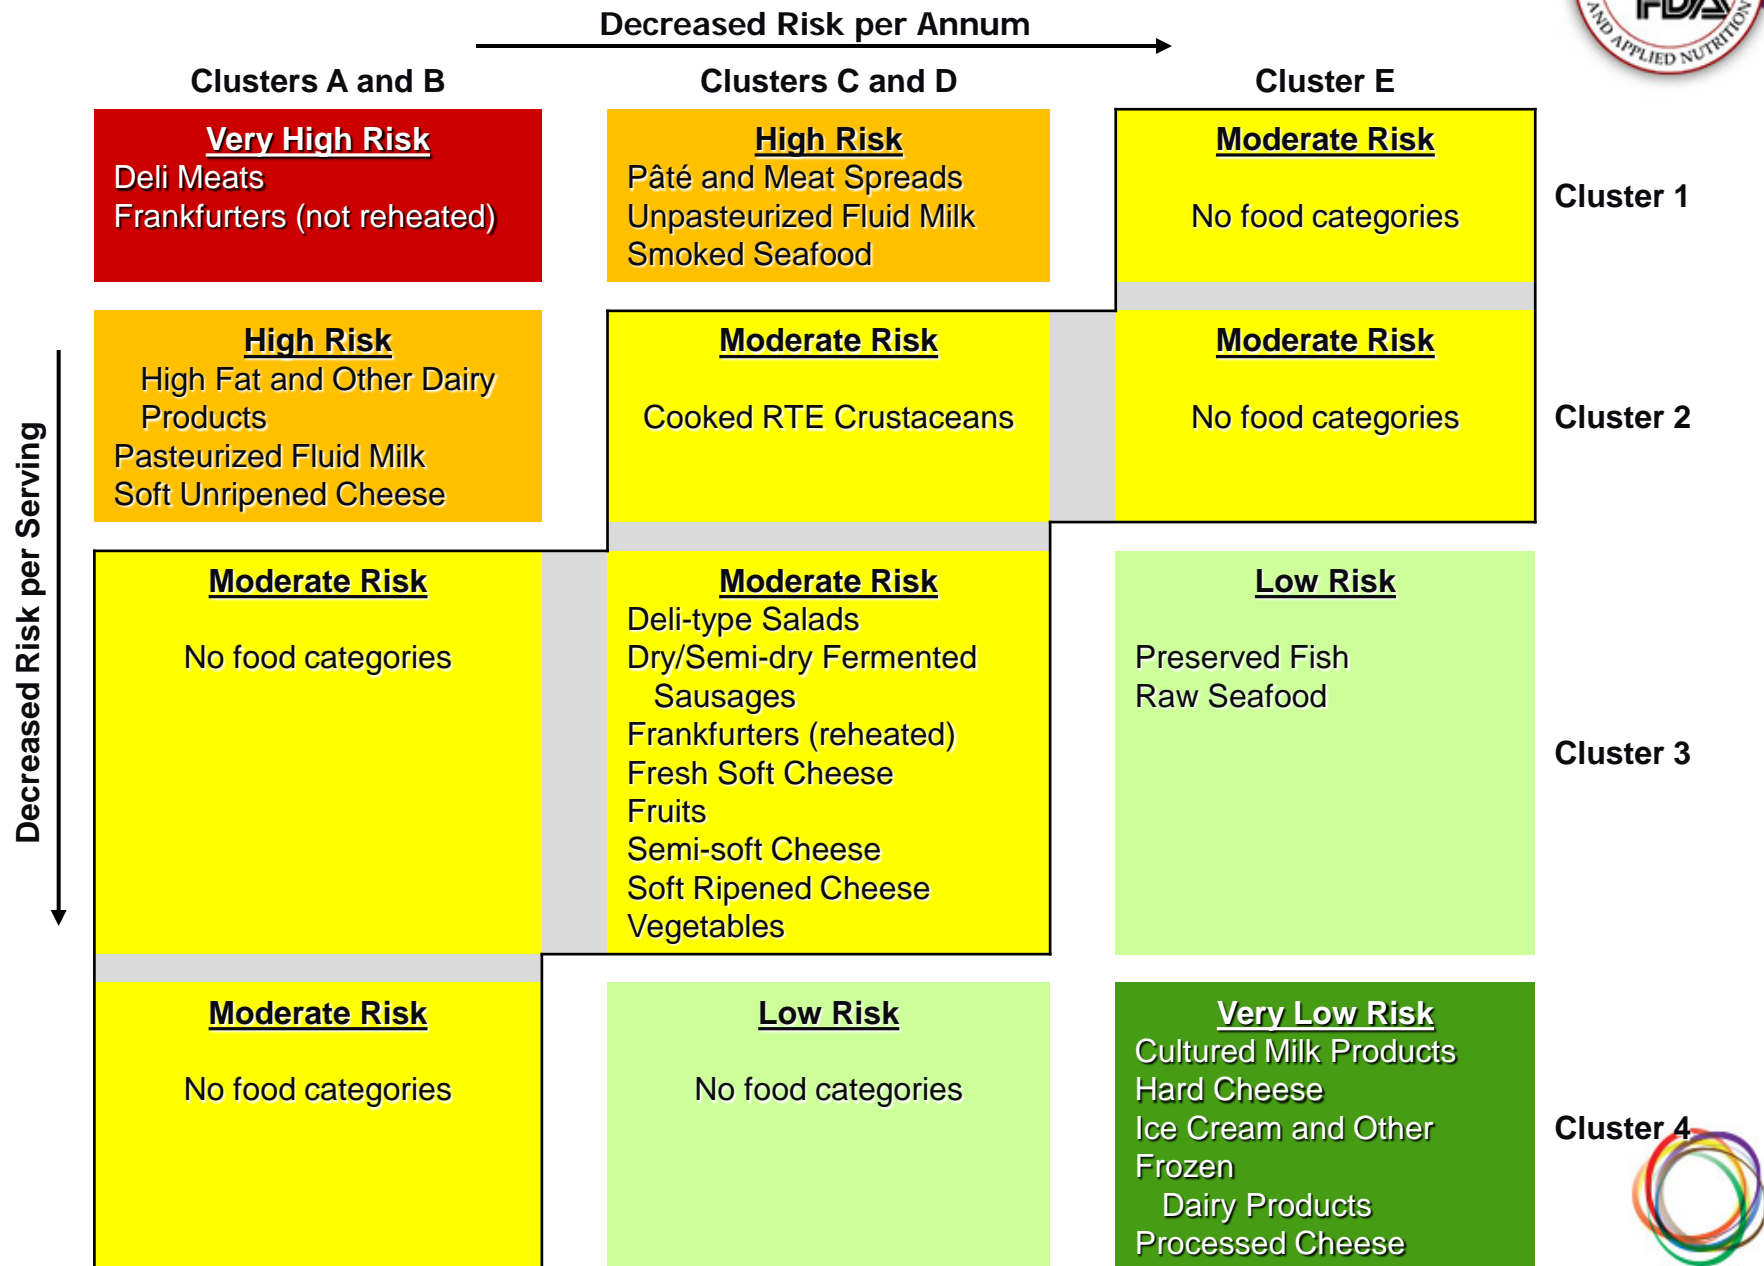 Decreased Risk per Annum
FDA
AND APPLIED NUTRITION
Clusters A and B
Clusters C and D
Cluster E
Very High Risk
Deli Meats
Frankfurters (not reheated)
High Risk
Pâté and Meat Spreads
Unpasteurized Fluid Milk
Smoked Seafood
Moderate Risk
No food categories
Cluster 1
Decreased Risk per Serving
High Risk
High Fat and Other Dairy
Products
Pasteurized Fluid Milk
Soft Unripened Cheese
Moderate Risk
Cooked RTE Crustaceans
Moderate Risk
No food categories
Cluster 2
Moderate Risk
No food categories
Moderate Risk
Deli-type Salads
Dry/Semi-dry Fermented
Sausages
Frankfurters (reheated)
Fresh Soft Cheese
Fruits
Semi-soft Cheese
Soft Ripened Cheese
Vegetables
Low Risk
Preserved Fish
Raw Seafood
Cluster 3
Moderate Risk
No food categories
Low Risk
No food categories
Very Low Risk
Cultured Milk Products
Hard Cheese
Ice Cream and Other
Frozen
Dairy Products
Processed Cheese
Cluster 4